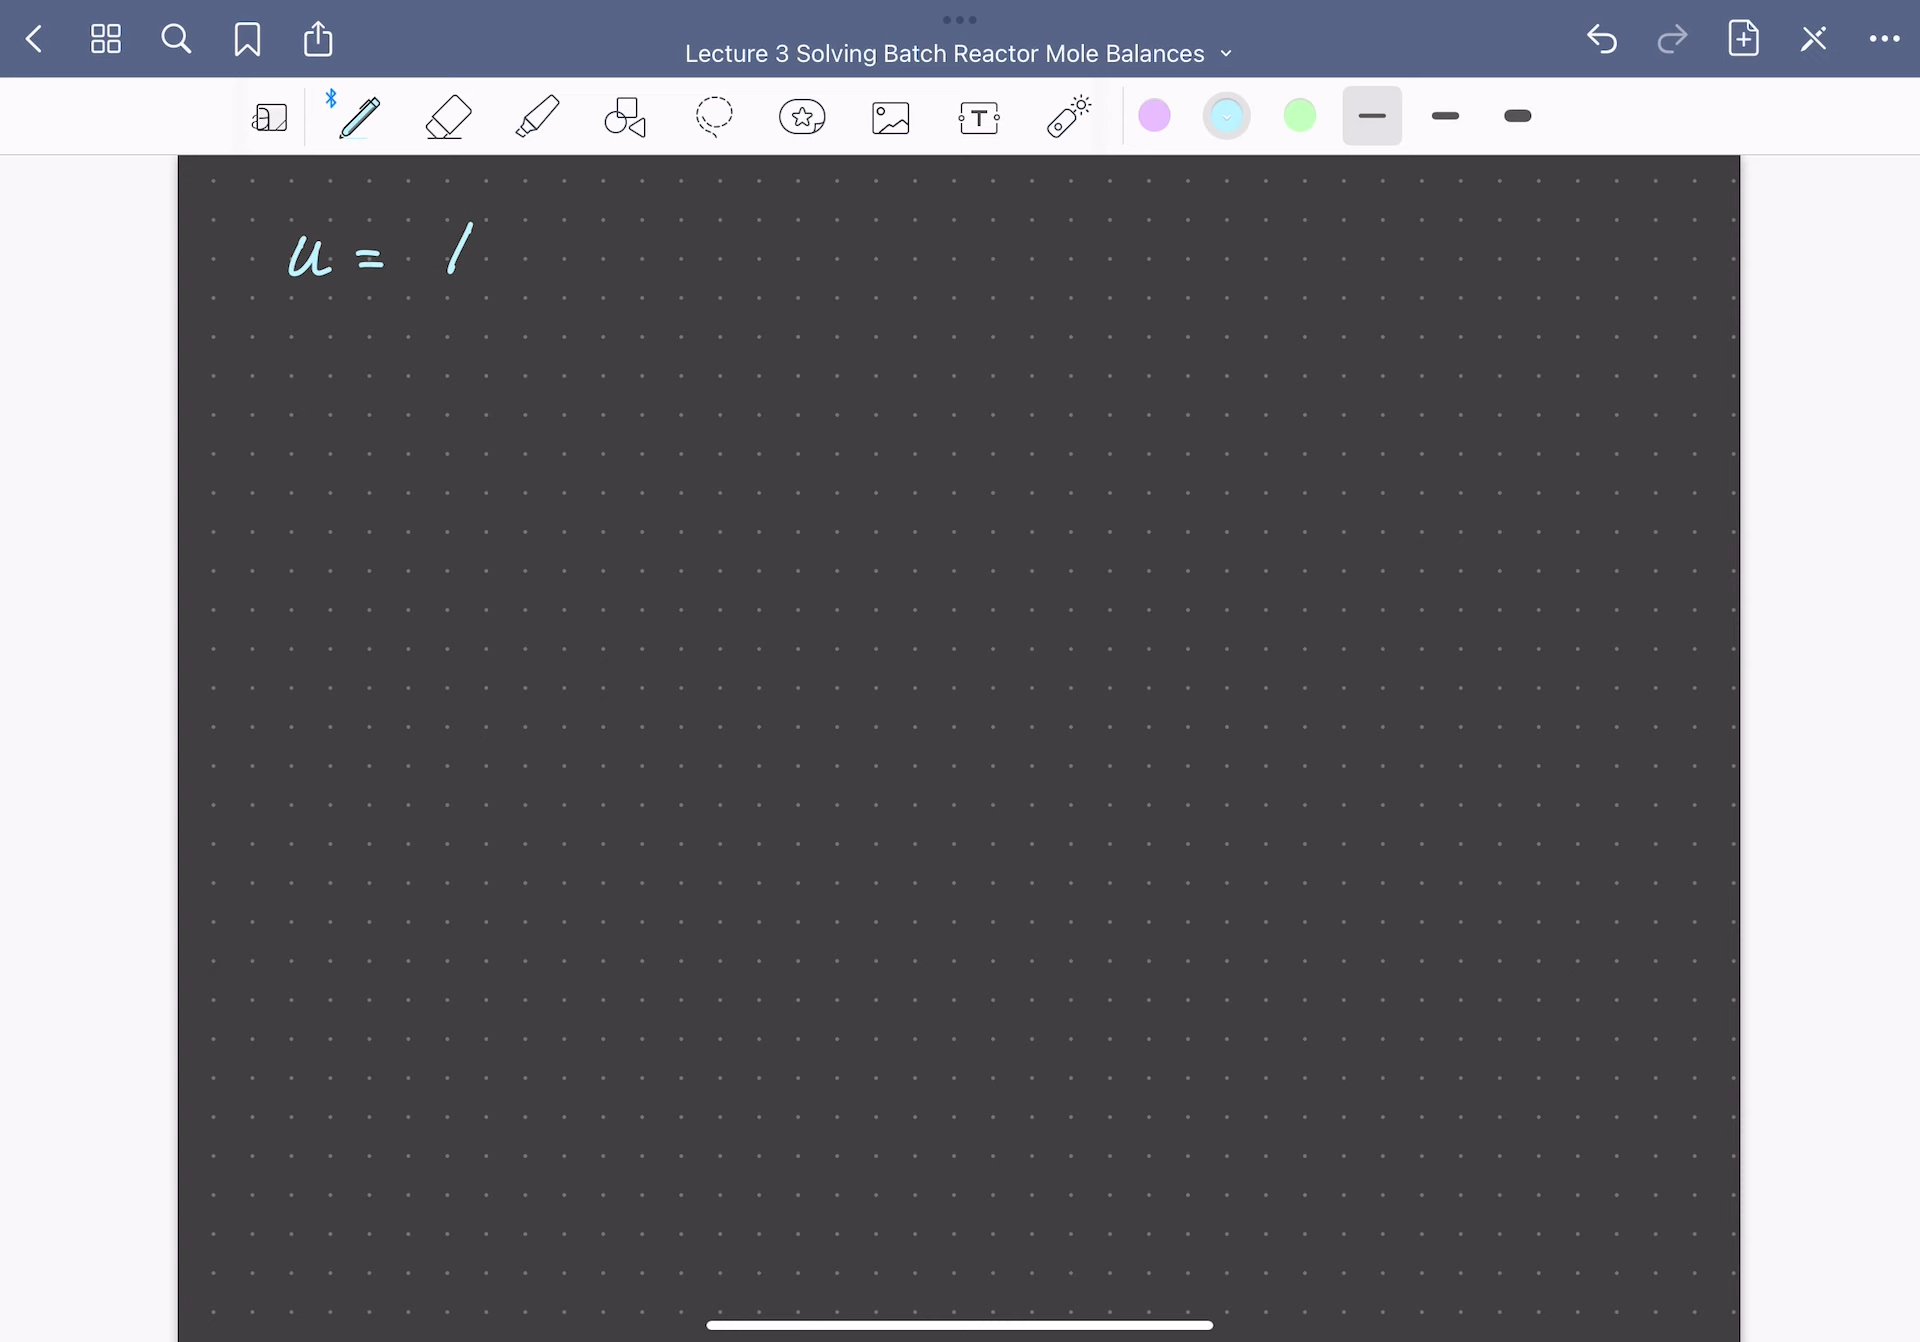 Lecture 3 Solving Batch Reactor Mole Balances
T
u = /